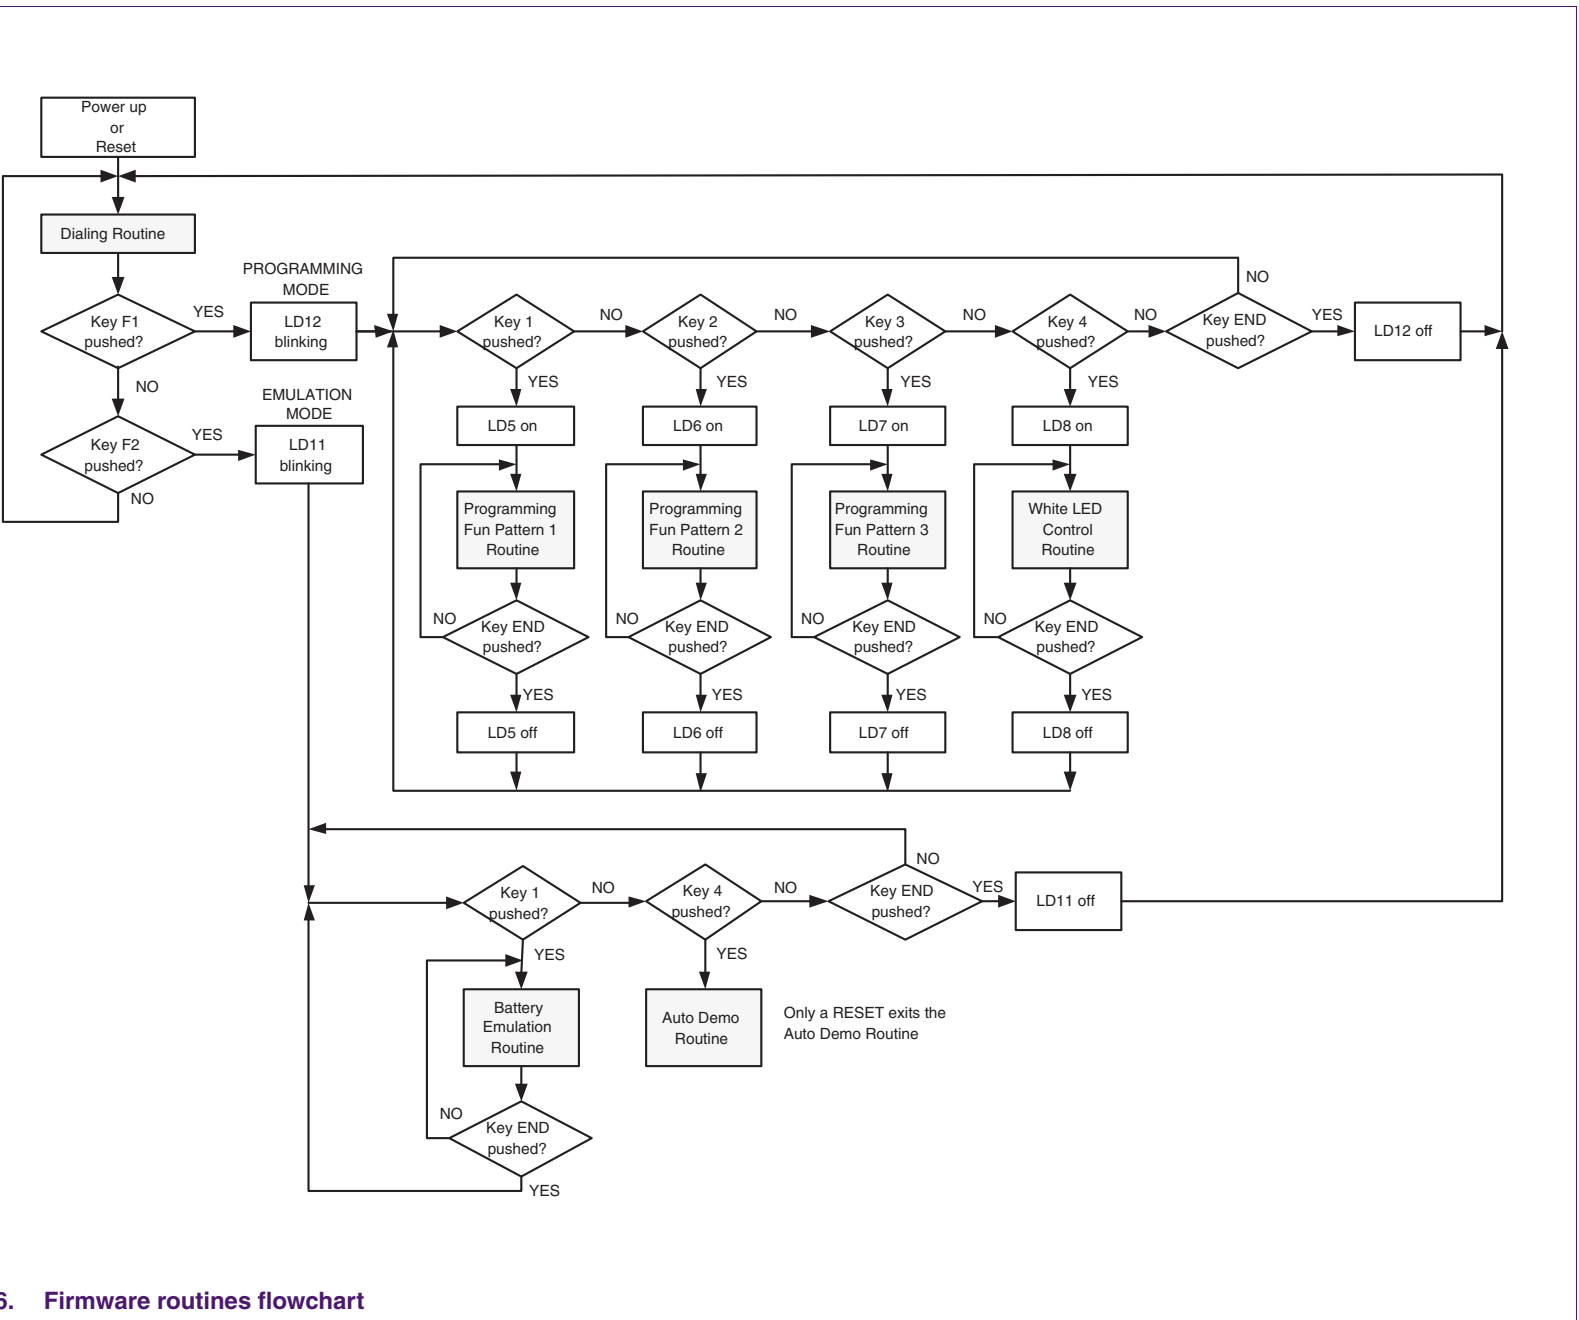 Power up
or
Reset
Dialing Routine
PROGRAMMING
MODE
Key F1
pushed?
YES
LD12
blinking
NO
Key 1
pushed?
NO
Key 2
pushed?
NO
Key 3
pushed?
NO
Key 4
pushed?
NO
Key END
pushed?
NO
YES
LD12 off
EMULATION
MODE
Key F2
pushed?
YES
LD11
blinking
NO
YES
LD5 on
Programming
Fun Pattern 1
Routine
NO
Key END
pushed?
YES
LD5 off
YES
LD6 on
Programming
Fun Pattern 2
Routine
NO
Key END
pushed?
YES
LD6 off
YES
LD7 on
Programming
Fun Pattern 3
Routine
NO
Key END
pushed?
YES
LD7 off
YES
LD8 on
White LED
Control
Routine
NO
Key END
pushed?
YES
LD8 off
Key 1
pushed?
NO
Key 4
pushed?
NO
Key END
pushed?
NO
YES
LD11 off
YES
Battery
Emulation
Routine
NO
Key END
pushed?
YES
YES
Auto Demo
Routine
Only a RESET exits the
Auto Demo Routine
6. Firmware routines flowchart